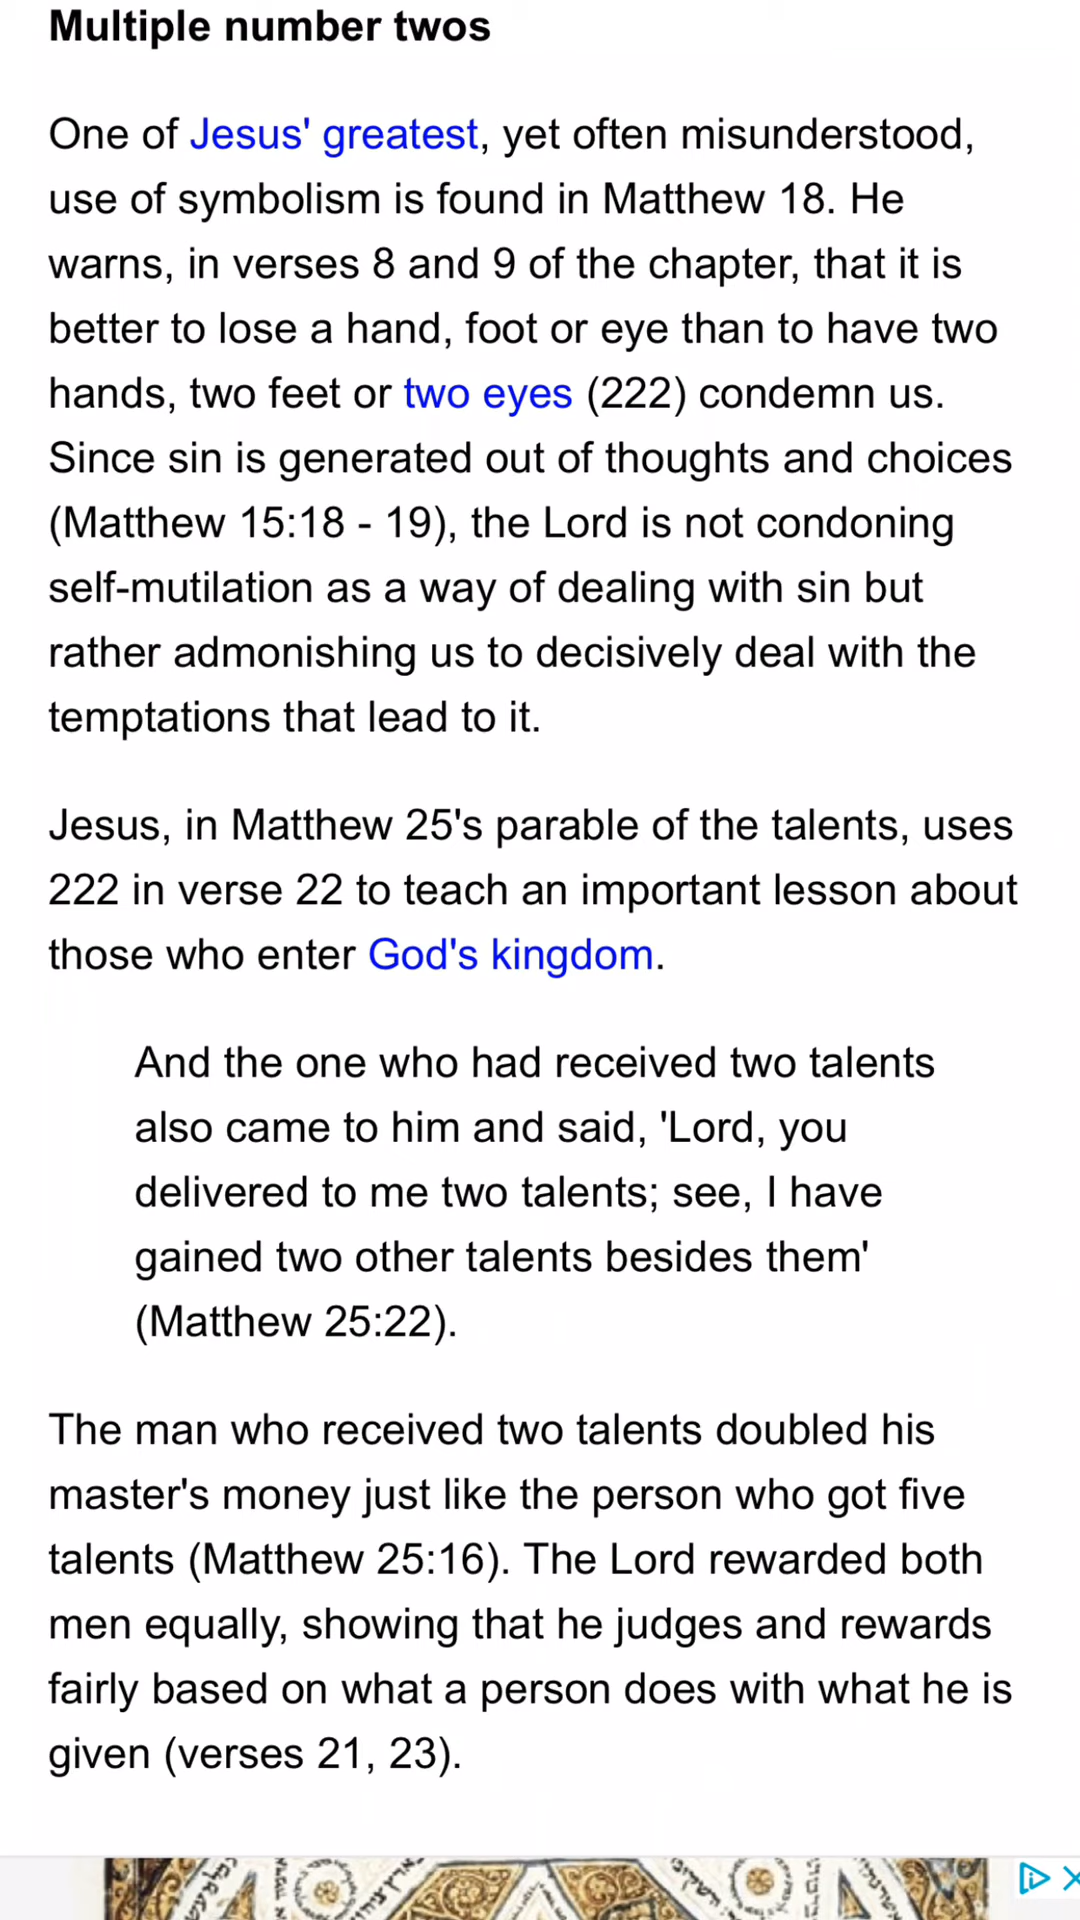 Multiple number twos
One of Jesus' greatest, yet often misunderstood,
use of symbolism is found in Matthew 18. He
warns, in verses 8 and 9 of the chapter, that it is
better to lose a hand, foot or eye than to have two
hands, two feet or two eyes (222) condemn us.
Since sin is generated out of thoughts and choices
(Matthew 15:18 - 19), the Lord is not condoning
self-mutilation as a way of dealing with sin but
rather admonishing us to decisively deal with the
temptations that lead to it.
Jesus, in Matthew 25's parable of the talents, uses
222 in verse 22 to teach an important lesson about
those who enter God's kingdom.
And the one who had received two talents
also came to him and said, 'Lord, you
delivered to me two talents; see, I have
gained two other talents besides them'
(Matthew 25:22).
The man who received two talents doubled his
master's money just like the person who got five
talents (Matthew 25:16). The Lord rewarded both
men equally, showing that he judges and rewards
fairly based on what a person does with what he is
given (verses 21, 23).